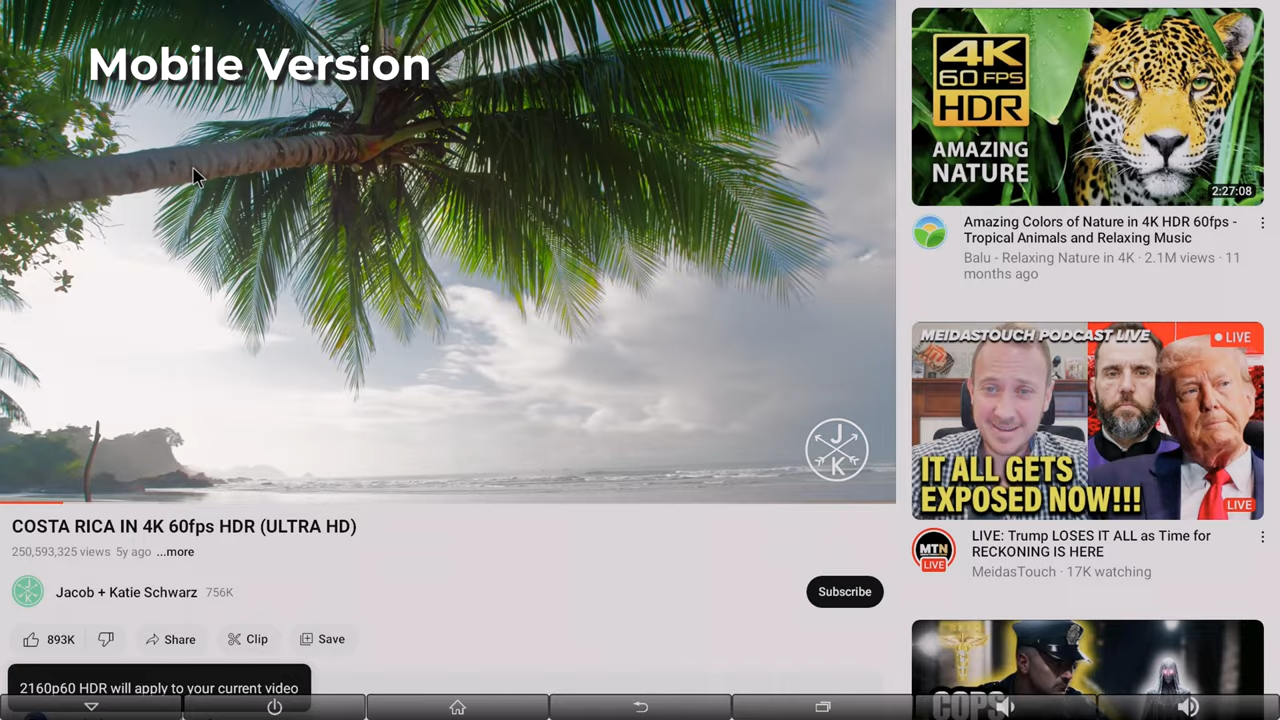 Mobile Version
J
K
COSTA RICA IN 4K 60fps HDR (ULTRA HD)
250,593,325 views 5y ago ...more
Jacob + Katie Schwarz 756K
Subscribe
893K
Share
Clip
Save
2160p60 HDR will apply to your current video
4K
60 FPS
HDR
AMAZING
NATURE
2:27:08
Amazing Colors of Nature in 4K HDR 60fps -
Tropical Animals and Relaxing Music
Balu - Relaxing Nature in 4K · 2.1M views · 11
months ago
MEIDASTOUCH PODCAST LIVE
LIVE
IT ALL GETS
EXPOSED NOW!!!
LIVE
MTN
LIVE
LIVE: Trump LOSES IT ALL as Time for
RECKONING IS HERE
MeidasTouch · 17K watching
COPS